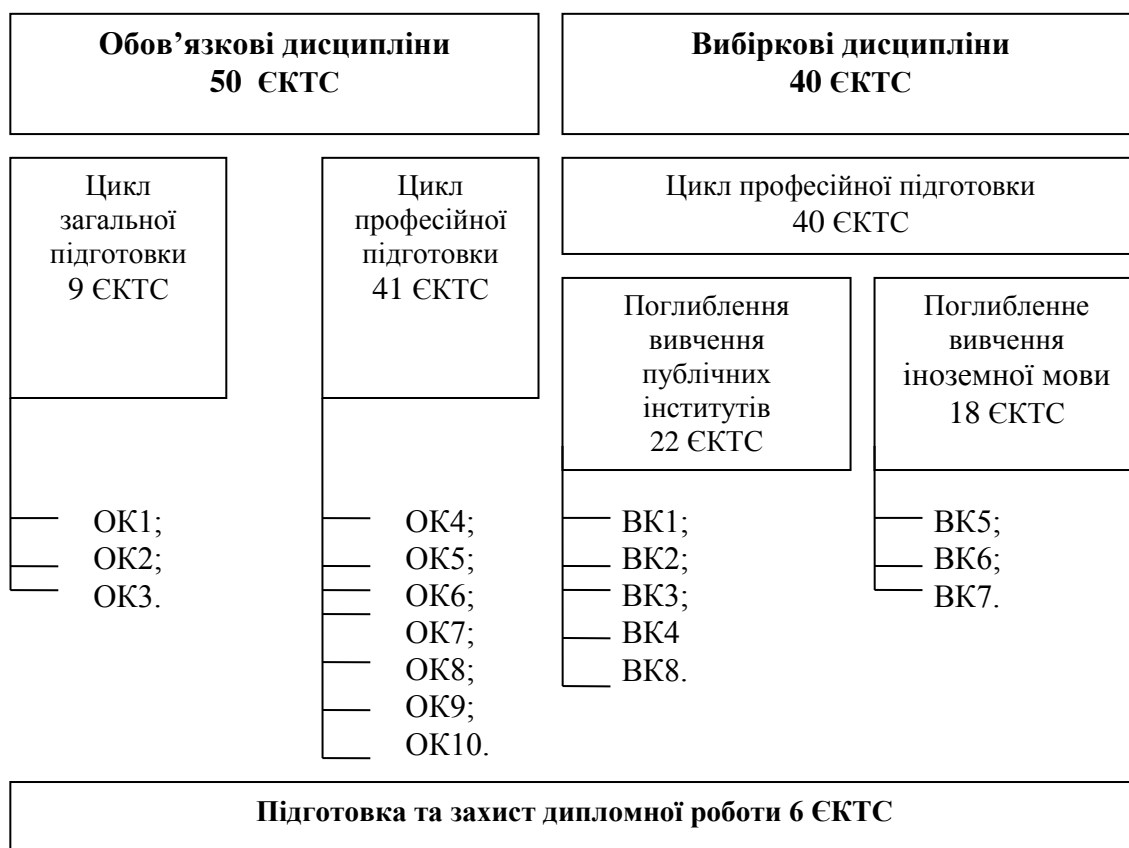 Обов’язкові дисципліни
50 ЄКТС
Вибіркові дисципліни
40 ЄКТС
Цикл
загальної
підготовки
9 ЄКТС
Цикл
професійної
підготовки
41 ЄКТС
Цикл професійної підготовки
40 ЄКТС
Поглиблення
вивчення
публічних
інститутів
22 ЄКТС
Поглибленне
вивчення
іноземної мови
18 ЄКТС
ОК1;
ОК2;
ОК3.
ОК4;
ОК5;
ОК6;
ОК7;
ОК8;
ОК9;
ОК10.
ВК1;
ВК2;
ВК3;
ВК4
ВК8.
ВК5;
ВК6;
ВК7.
Підготовка та захист дипломної роботи 6 ЄКТС